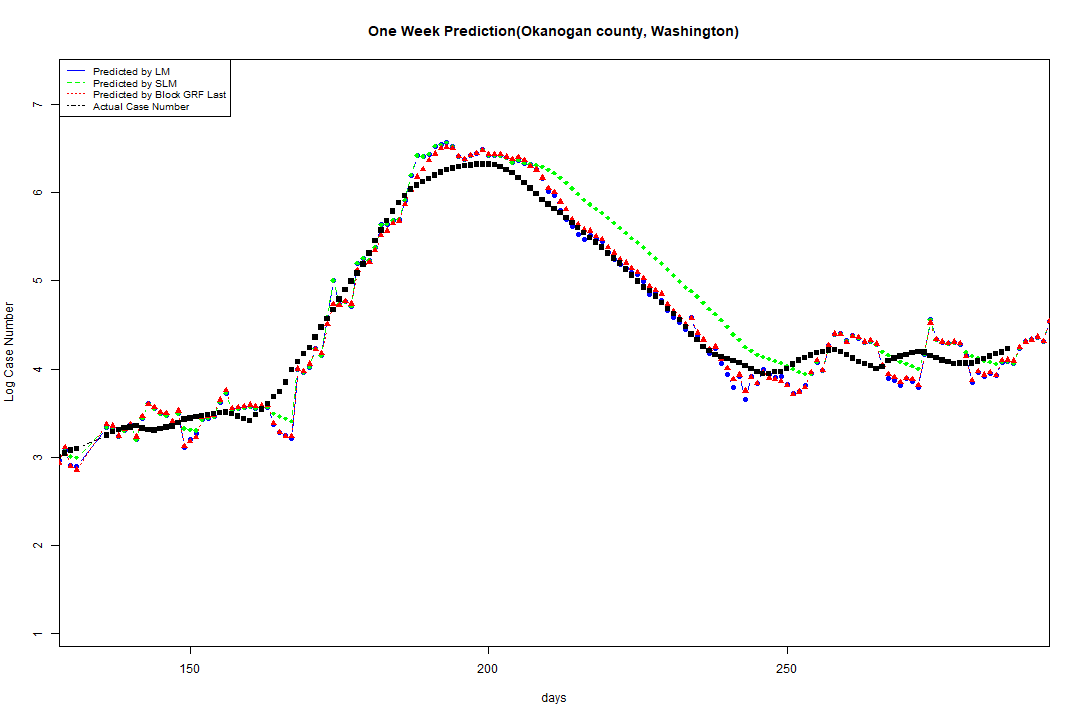 One Week Prediction(Okanogan county, Washington)
Predicted by LM
Predicted by SLM
Predicted by Block GRF Last
Actual Case Number
7
6
5
4
3
2
1
Log Case Number
150 200 250
days